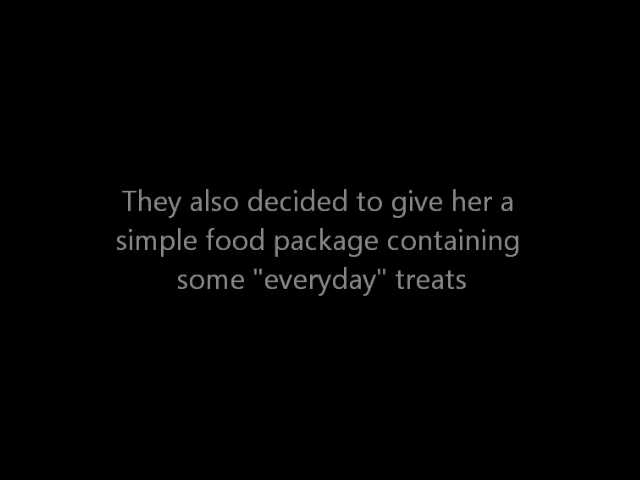 They also decided to give her a
simple food package containing
some "everyday" treats